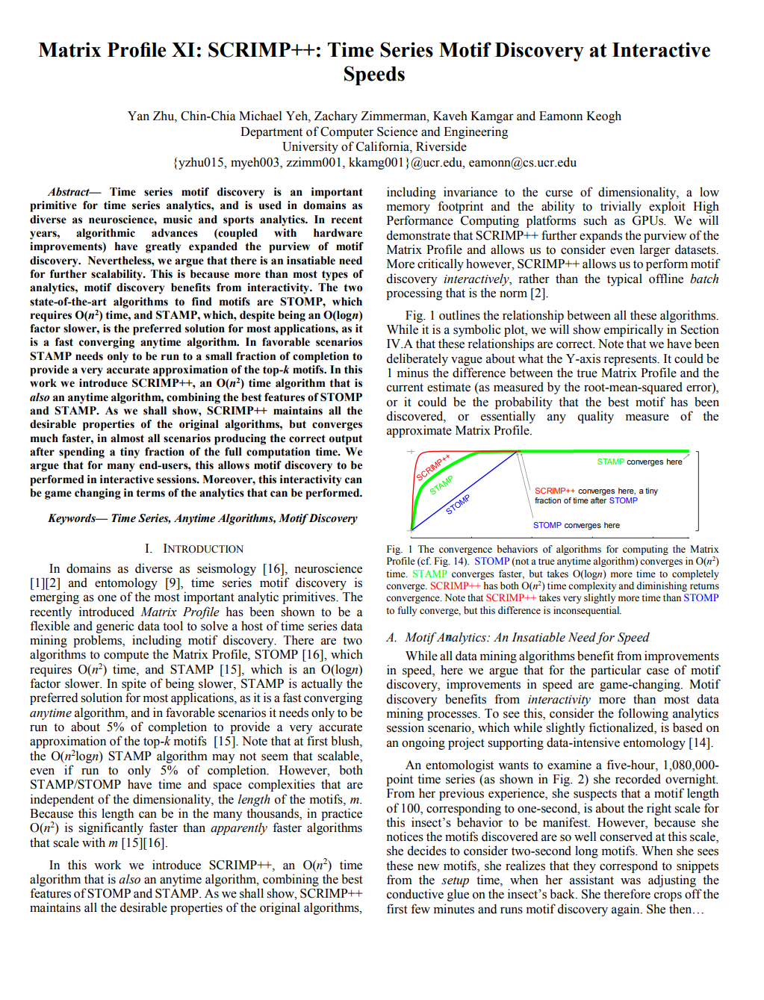 Matrix Profile XI: SCRIMP++: Time Series Motif Discovery at Interactive
Speeds
Yan Zhu, Chin-Chia Michael Yeh, Zachary Zimmerman, Kaveh Kamgar and Eamonn Keogh
Department of Computer Science and Engineering
University of California, Riverside
{yzhu015, myeh003, zzimm001, kkamg001}@ucr.edu, eamonn@cs.ucr.edu
Abstract— Time series motif discovery is an important
primitive for time series analytics, and is used in domains as
diverse as neuroscience, music and sports analytics. In recent
years, algorithmic advances (coupled with hardware
improvements) have greatly expanded the purview of motif
discovery. Nevertheless, we argue that there is an insatiable need
for further scalability. This is because more than most types of
analytics, motif discovery benefits from interactivity. The two
state-of-the-art algorithms to find motifs are STOMP, which
requires O(n²) time, and STAMP, which, despite being an O(logn)
factor slower, is the preferred solution for most applications, as it
is a fast converging anytime algorithm. In favorable scenarios
STAMP needs only to be run to a small fraction of completion to
provide a very accurate approximation of the top-k motifs. In this
work we introduce SCRIMP++, an O(n²) time algorithm that is
also an anytime algorithm, combining the best features of STOMP
and STAMP. As we shall show, SCRIMP++ maintains all the
desirable properties of the original algorithms, but converges
much faster, in almost all scenarios producing the correct output
after spending a tiny fraction of the full computation time. We
argue that for many end-users, this allows motif discovery to be
performed in interactive sessions. Moreover, this interactivity can
be game changing in terms of the analytics that can be performed.
Keywords— Time Series, Anytime Algorithms, Motif Discovery
I. INTRODUCTION
In domains as diverse as seismology [16], neuroscience
[1][2] and entomology [9], time series motif discovery is
emerging as one of the most important analytic primitives. The
recently introduced Matrix Profile has been shown to be a
flexible and generic data tool to solve a host of time series data
mining problems, including motif discovery. There are two
algorithms to compute the Matrix Profile, STOMP [16], which
requires O(n²) time, and STAMP [15], which is an O(logn)
factor slower. In spite of being slower, STAMP is actually the
preferred solution for most applications, as it is a fast converging
anytime algorithm, and in favorable scenarios it needs only to be
run to about 5% of completion to provide a very accurate
approximation of the top-k motifs [15]. Note that at first blush,
the O(n²logn) STAMP algorithm may not seem that scalable,
even if run to only 5% of completion. However, both
STAMP/STOMP have time and space complexities that are
independent of the dimensionality, the length of the motifs, m.
Because this length can be in the many thousands, in practice
O(n²) is significantly faster than apparently faster algorithms
that scale with m [15][16].
In this work we introduce SCRIMP++, an O(n²) time
algorithm that is also an anytime algorithm, combining the best
features of STOMP and STAMP. As we shall show, SCRIMP++
maintains all the desirable properties of the original algorithms,
including invariance to the curse of dimensionality, a low
memory footprint and the ability to trivially exploit High
Performance Computing platforms such as GPUs. We will
demonstrate that SCRIMP++ further expands the purview of the
Matrix Profile and allows us to consider even larger datasets.
More critically however, SCRIMP++ allows us to perform motif
discovery interactively, rather than the typical offline batch
processing that is the norm [2].
Fig. 1 outlines the relationship between all these algorithms.
While it is a symbolic plot, we will show empirically in Section
IV.A that these relationships are correct. Note that we have been
deliberately vague about what the Y-axis represents. It could be
1 minus the difference between the true Matrix Profile and the
current estimate (as measured by the root-mean-squared error),
or it could be the probability that the best motif has been
discovered, or essentially any quality measure of the
approximate Matrix Profile.
SCRIMP++
STAMP
STOMP
STAMP converges here
SCRIMP++ converges here, a tiny
fraction of time after STOMP
STOMP converges here
Fig. 1 The convergence behaviors of algorithms for computing the Matrix
Profile (cf. Fig. 14). STOMP (not a true anytime algorithm) converges in O(n²)
time. STAMP converges faster, but takes O(logn) more time to completely
converge. SCRIMP++ has both O(n²) time complexity and diminishing returns
convergence. Note that SCRIMP++ takes very slightly more time than STOMP
to fully converge, but this difference is inconsequential.
A. Motif Analytics: An Insatiable Need for Speed
While all data mining algorithms benefit from improvements
in speed, here we argue that for the particular case of motif
discovery, improvements in speed are game-changing. Motif
discovery benefits from interactivity more than most data
mining processes. To see this, consider the following analytics
session scenario, which while slightly fictionalized, is based on
an ongoing project supporting data-intensive entomology [14].
An entomologist wants to examine a five-hour, 1,080,000-
point time series (as shown in Fig. 2) she recorded overnight.
From her previous experience, she suspects that a motif length
of 100, corresponding to one-second, is about the right scale for
this insect's behavior to be manifest. However, because she
notices the motifs discovered are so well conserved at this scale,
she decides to consider two-second long motifs. When she sees
these new motifs, she realizes that they correspond to snippets
from the setup time, when her assistant was adjusting the
conductive glue on the insect's back. She therefore crops off the
first few minutes and runs motif discovery again. She then…